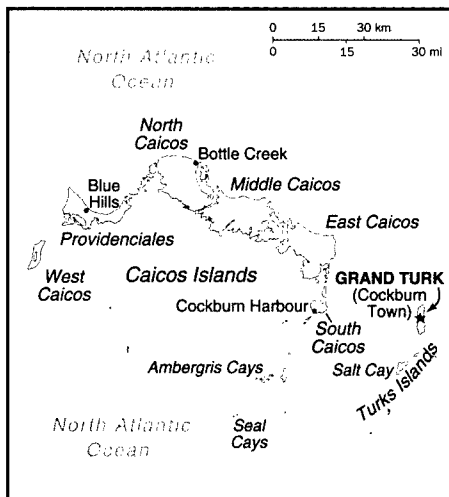 0 15 30 km
0 15 30 mi
North Atlantic
Ocean
North
Caicos
Bottle Creek
Middle Caicos
Blue
Hills
Providenciales
East Caicos
West
Caicos
Caicos Islands
GRAND TURK
(Cockburn
Town)
Cockburn Harbour
South
Caicos
Ambergris Cays
Salt Cay
Turks Islands
Seal
Cays
North Atlantic
Ocean